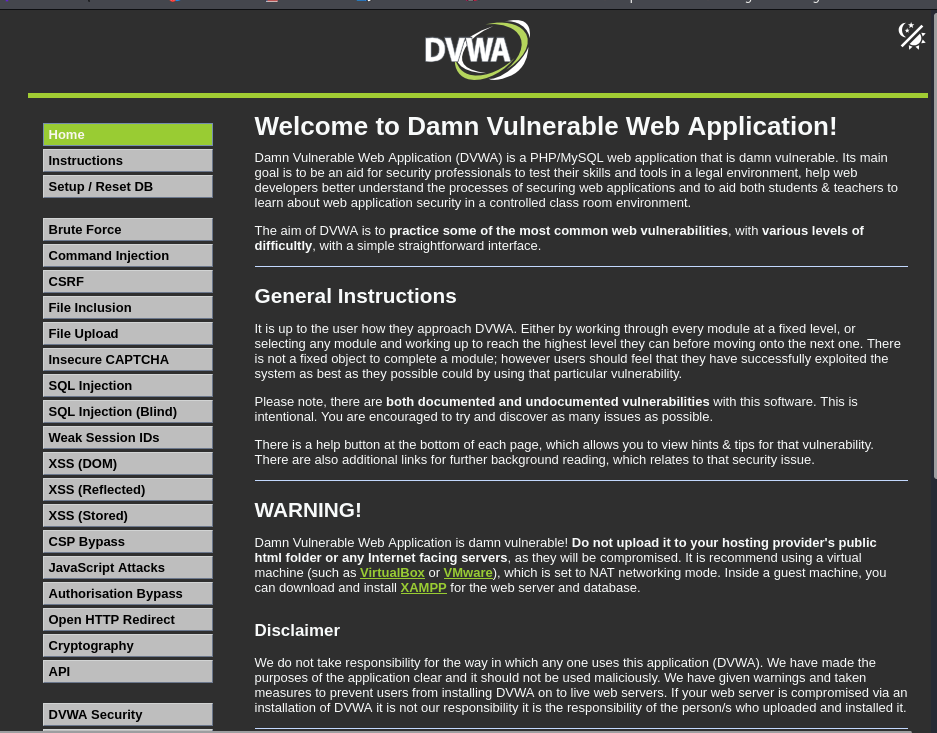 DVWA
Home
Instructions
Setup / Reset DB
Brute Force
Command Injection
CSRF
File Inclusion
File Upload
Insecure CAPTCHA
SQL Injection
SQL Injection (Blind)
Weak Session IDs
XSS (DOM)
XSS (Reflected)
XSS (Stored)
CSP Bypass
JavaScript Attacks
Authorisation Bypass
Open HTTP Redirect
Cryptography
API
DVWA Security
Welcome to Damn Vulnerable Web Application!
Damn Vulnerable Web Application (DVWA) is a PHP/MySQL web application that is damn vulnerable. Its main
goal is to be an aid for security professionals to test their skills and tools in a legal environment, help web
developers better understand the processes of securing web applications and to aid both students & teachers to
learn about web application security in a controlled class room environment.
The aim of DVWA is to practice some of the most common web vulnerabilities, with various levels of
difficultly, with a simple straightforward interface.
General Instructions
It is up to the user how they approach DVWA. Either by working through every module at a fixed level, or
selecting any module and working up to reach the highest level they can before moving onto the next one. There
is not a fixed object to complete a module; however users should feel that they have successfully exploited the
system as best as they possible could by using that particular vulnerability.
Please note, there are both documented and undocumented vulnerabilities with this software. This is
intentional. You are encouraged to try and discover as many issues as possible.
There is a help button at the bottom of each page, which allows you to view hints & tips for that vulnerability.
There are also additional links for further background reading, which relates to that security issue.
WARNING!
Damn Vulnerable Web Application is damn vulnerable! Do not upload it to your hosting provider's public
html folder or any Internet facing servers, as they will be compromised. It is recommend using a virtual
machine (such as VirtualBox or VMware), which is set to NAT networking mode. Inside a guest machine, you
can download and install XAMPP for the web server and database.
Disclaimer
We do not take responsibility for the way in which any one uses this application (DVWA). We have made the
purposes of the application clear and it should not be used maliciously. We have given warnings and taken
measures to prevent users from installing DVWA on to live web servers. If your web server is compromised via an
installation of DVWA it is not our responsibility it is the responsibility of the person/s who uploaded and installed it.